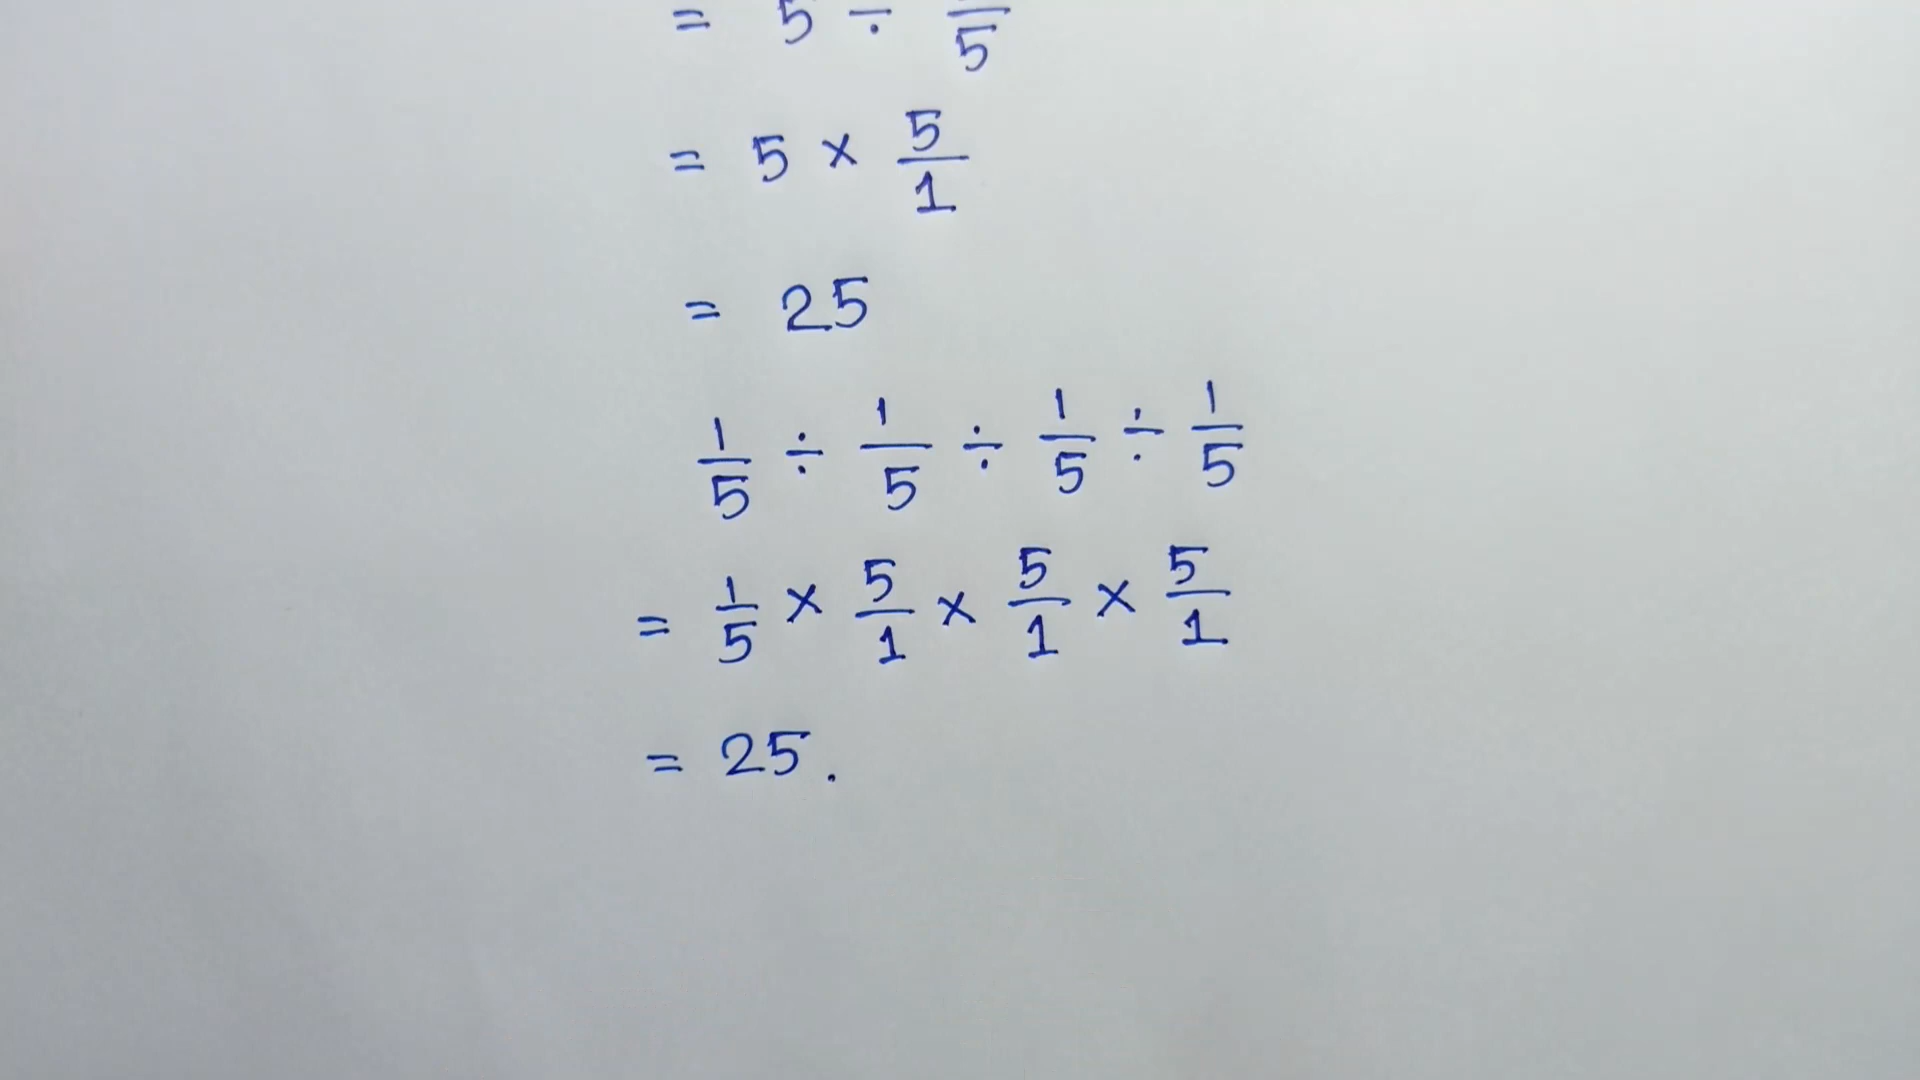 = 5 ÷ /5
= 5 × 5/1
= 25
1/5 ÷ 1/5 ÷ 1/5 ÷ 1/5
= 1/5 × 5/1 × 5/1 × 5/1
= 25.